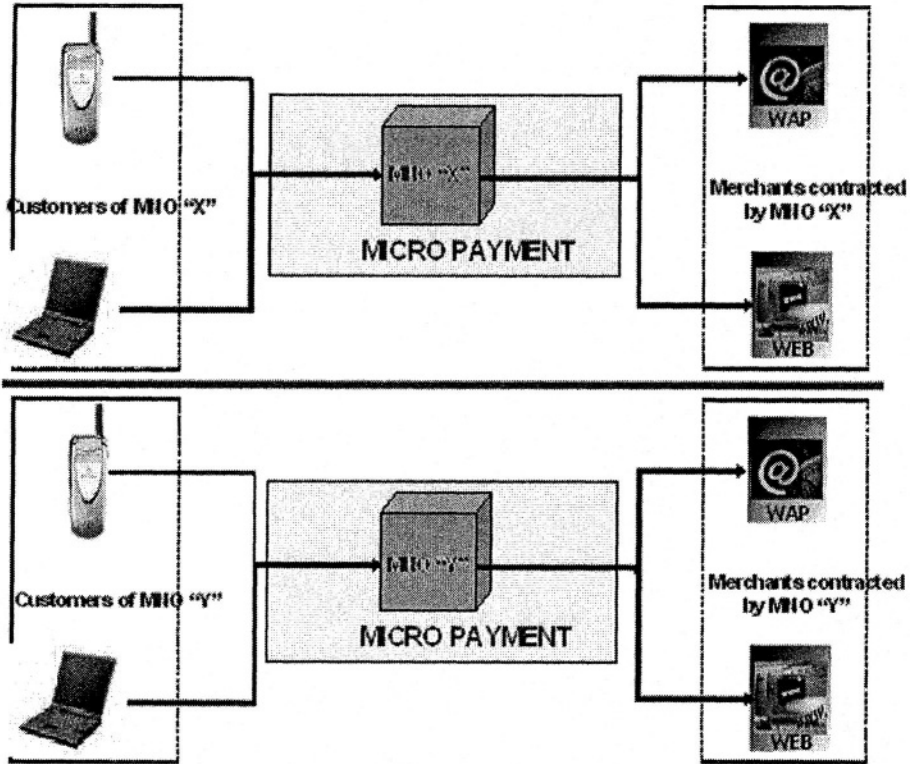 WAP
MNO "X"
Customers of MNO "X"
Merchants contracted
by MNO "X"
MICRO PAYMENT
WEB
WAP
MNO "Y"
Customers of MNO "Y"
Merchants contracted
by MNO "Y"
MICRO PAYMENT
WEB